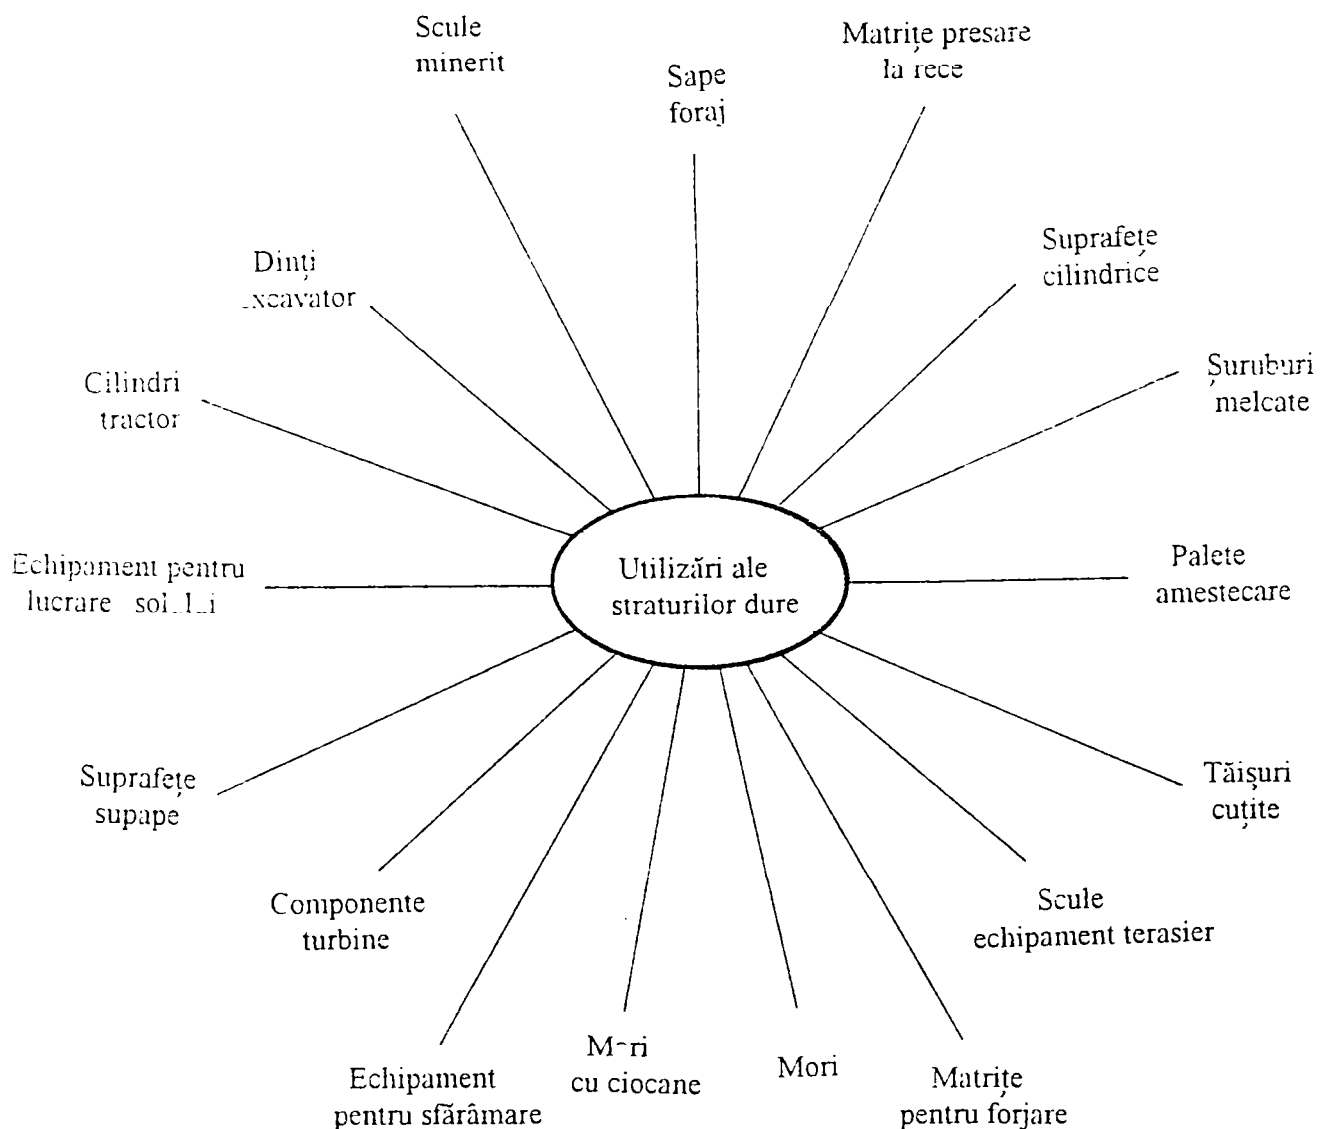 Scule
minerit
Sape
foraj
Matrițe presare
la rece
Suprafețe
cilindrice
Șuruburi
melcate
Palete
amestecare
Tăișuri
cuțite
Scule
echipament terasier
Matrițe
pentru forjare
Mori
Mori
cu ciocane
Echipament
pentru sfărâmare
Componente
turbine
Suprafețe
supape
Echipament pentru
lucrare
Cilindri
tractor
Dinți
Utilizări ale
straturilor dure